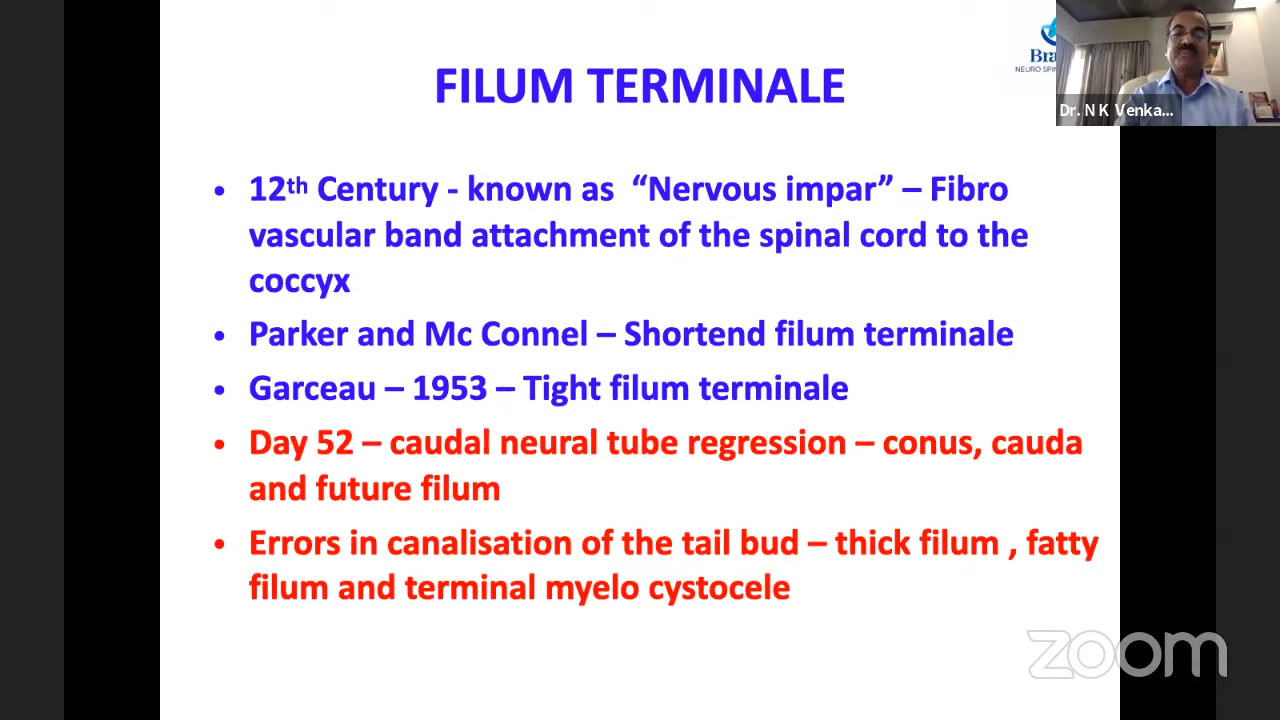 FILUM TERMINALE
• 12th Century - known as “Nervous impar” – Fibro
vascular band attachment of the spinal cord to the
coccyx
• Parker and Mc Connel – Shortend filum terminale
• Garceau – 1953 – Tight filum terminale
• Day 52 – caudal neural tube regression – conus, cauda
and future filum
• Errors in canalisation of the tail bud – thick filum , fatty
filum and terminal myelo cystocele
Bra
NEURO SPIN
Dr. N K Venka...
zoom